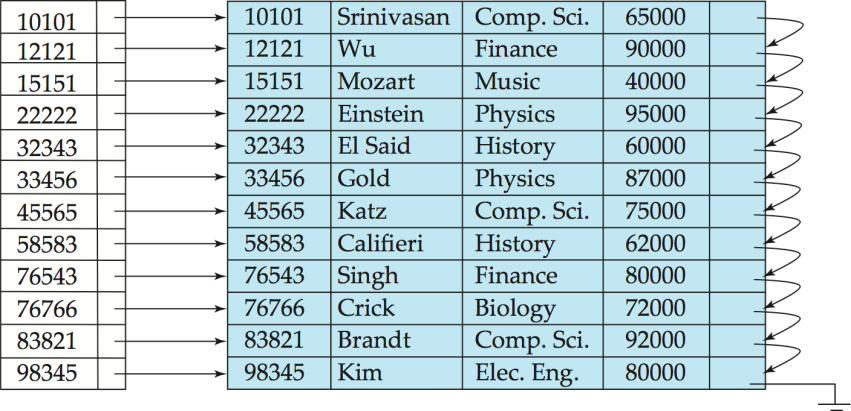 10101 10101 Srinivasan Comp. Sci. 65000
12121 12121 Wu Finance 90000
15151 15151 Mozart Music 40000
22222 22222 Einstein Physics 95000
32343 32343 El Said History 60000
33456 33456 Gold Physics 87000
45565 45565 Katz Comp. Sci. 75000
58583 58583 Califieri History 62000
76543 76543 Singh Finance 80000
76766 76766 Crick Biology 72000
83821 83821 Brandt Comp. Sci. 92000
98345 98345 Kim Elec. Eng. 80000